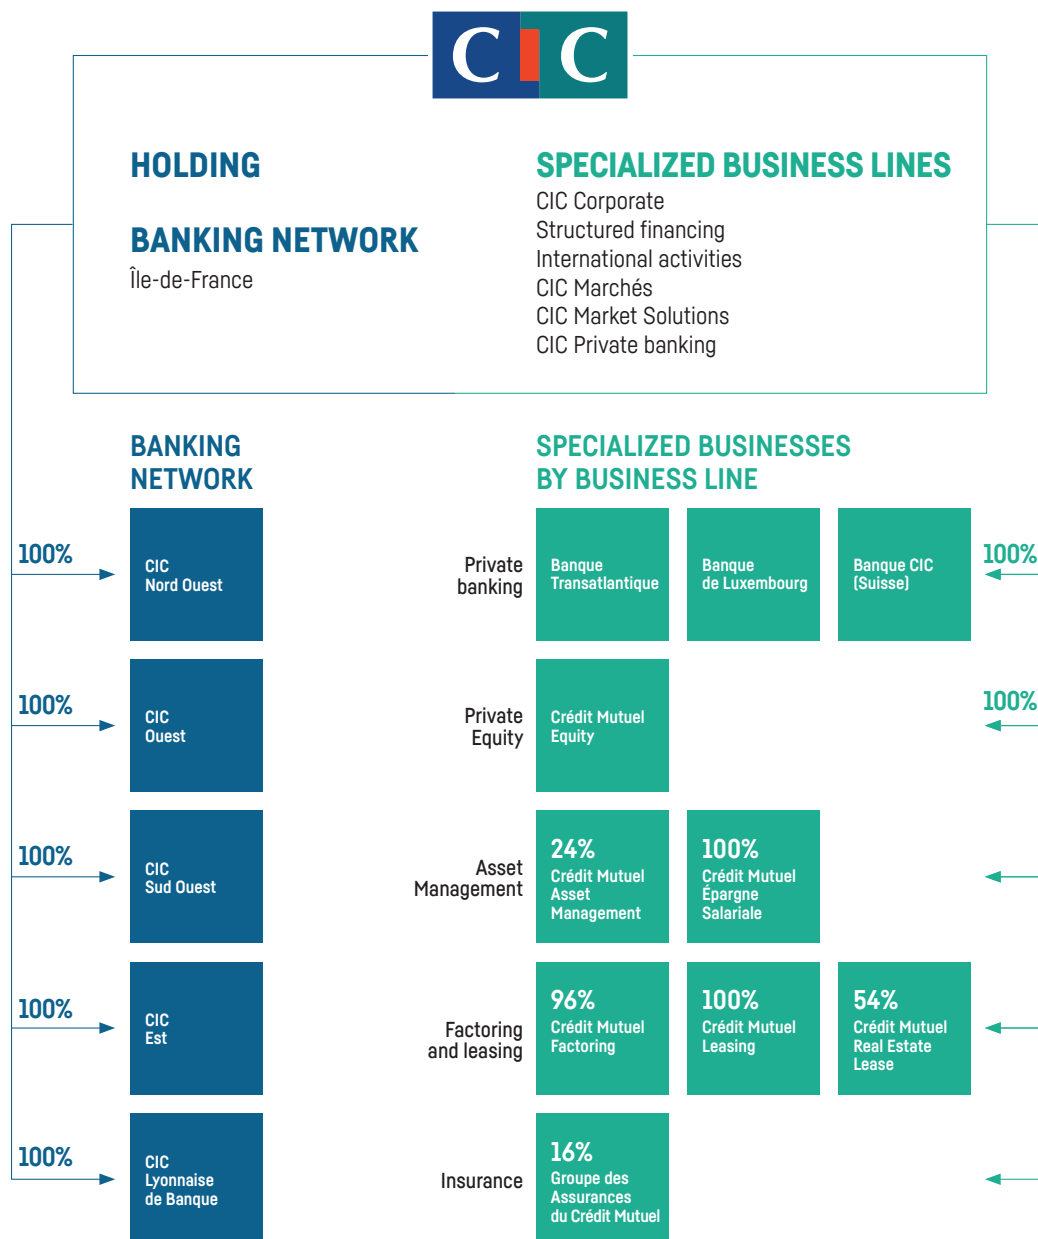 CIC
HOLDING
BANKING NETWORK
Île-de-France
SPECIALIZED BUSINESS LINES
CIC Corporate
Structured financing
International activities
CIC Marchés
CIC Market Solutions
CIC Private banking
BANKING
NETWORK
100%
CIC
Nord Ouest
100%
CIC
Ouest
100%
CIC
Sud Ouest
100%
CIC
Est
100%
CIC
Lyonnaise
de Banque
SPECIALIZED BUSINESSES
BY BUSINESS LINE
Private
banking
Banque
Transatlantique
Banque
de Luxembourg
Banque CIC
(Suisse)
100%
Private
Equity
Crédit Mutuel
Equity
100%
Asset
Management
24%
Crédit Mutuel
Asset
Management
100%
Crédit Mutuel
Épargne
Salariale
Factoring
and leasing
96%
Crédit Mutuel
Factoring
100%
Crédit Mutuel
Leasing
54%
Crédit Mutuel
Real Estate
Lease
Insurance
16%
Groupe des
Assurances
du Crédit Mutuel